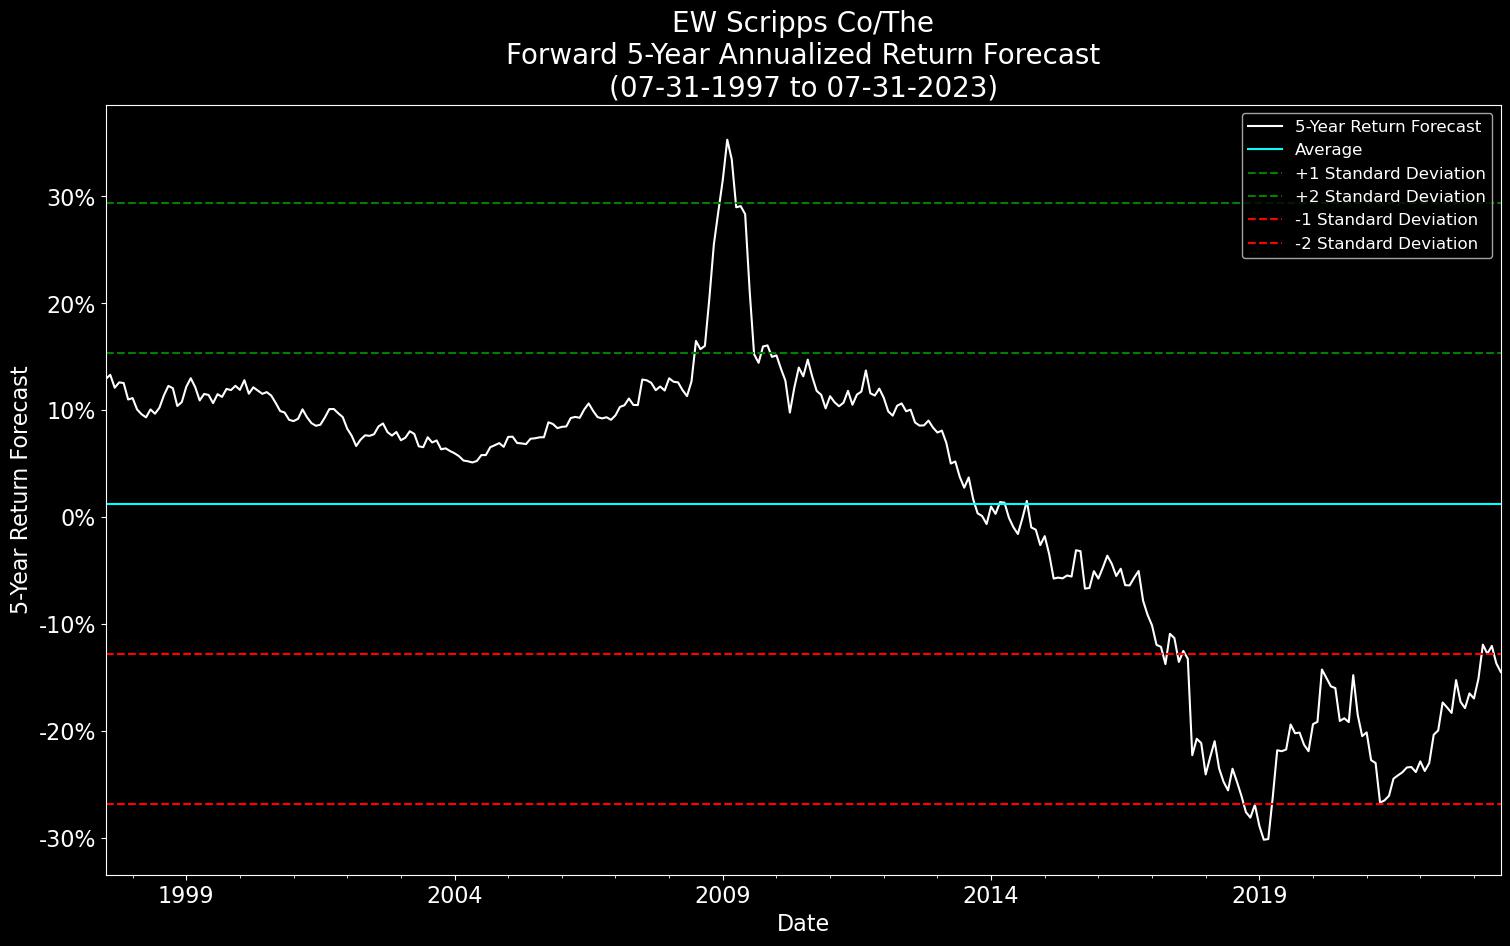 EW Scripps Co/The
Forward 5-Year Annualized Return Forecast
(07-31-1997 to 07-31-2023)
5-Year Return Forecast
Average
+1 Standard Deviation
+2 Standard Deviation
-1 Standard Deviation
-2 Standard Deviation
5-Year Return Forecast
30%
20%
10%
0%
-10%
-20%
-30%
1999
2004
2009
2014
2019
Date